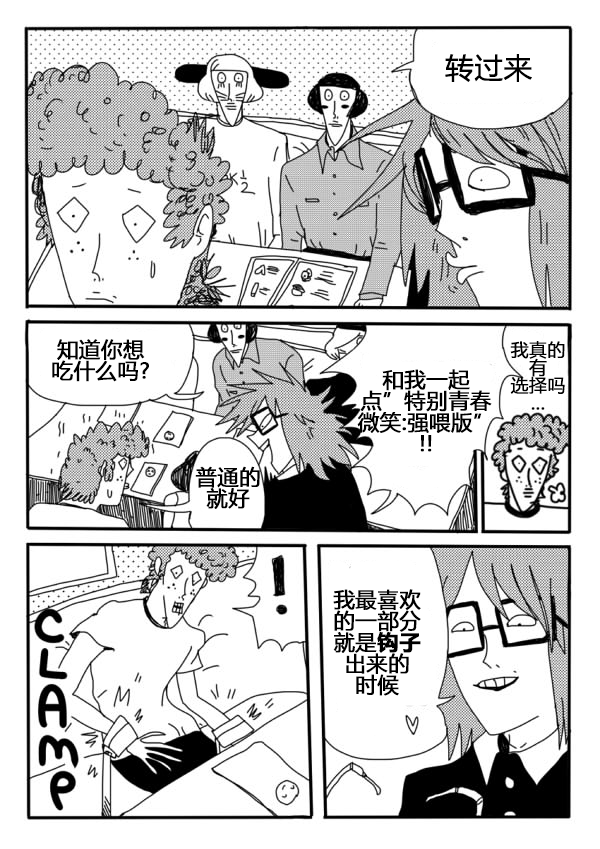 转过来
K½
知道你想
吃什么吗?
和我一起
点”特别青春
微笑:强喂版”
!!
普通的
就好
我真的
有
选择吗
...
!
CLAMP
我最喜欢
的一部分
就是钩子
出来的
时候